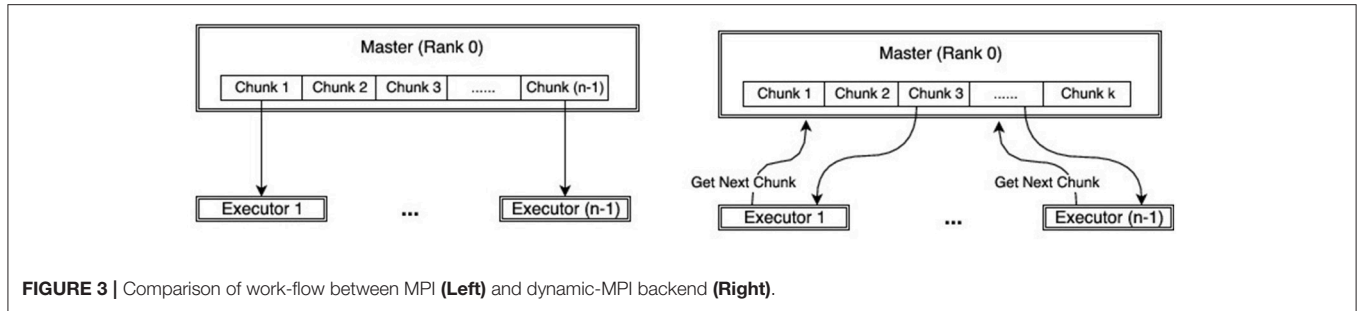 Master (Rank 0)
Chunk 1 Chunk 2 Chunk 3 ...... Chunk (n-1)
Executor 1 ... Executor (n-1)
Master (Rank 0)
Chunk 1 Chunk 2 Chunk 3 ...... Chunk k
Get Next Chunk Get Next Chunk
Executor 1 ... Executor (n-1)
FIGURE 3 | Comparison of work-flow between MPI (Left) and dynamic-MPI backend (Right).